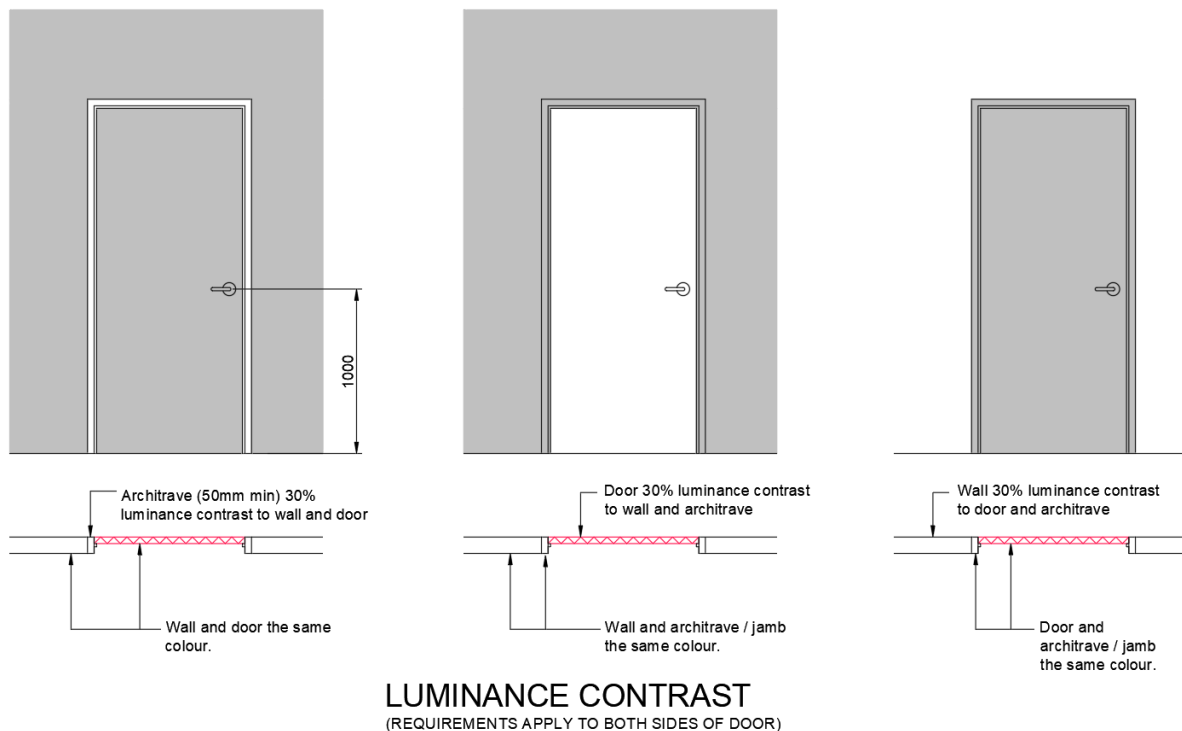 1000
Architrave (50mm min) 30%
luminance contrast to wall and door
Wall and door the same
colour.
Door 30% luminance contrast
to wall and architrave
Wall and architrave / jamb
the same colour.
Wall 30% luminance contrast
to door and architrave
Door and
architrave / jamb
the same colour.
LUMINANCE CONTRAST
(REQUIREMENTS APPLY TO BOTH SIDES OF DOOR)